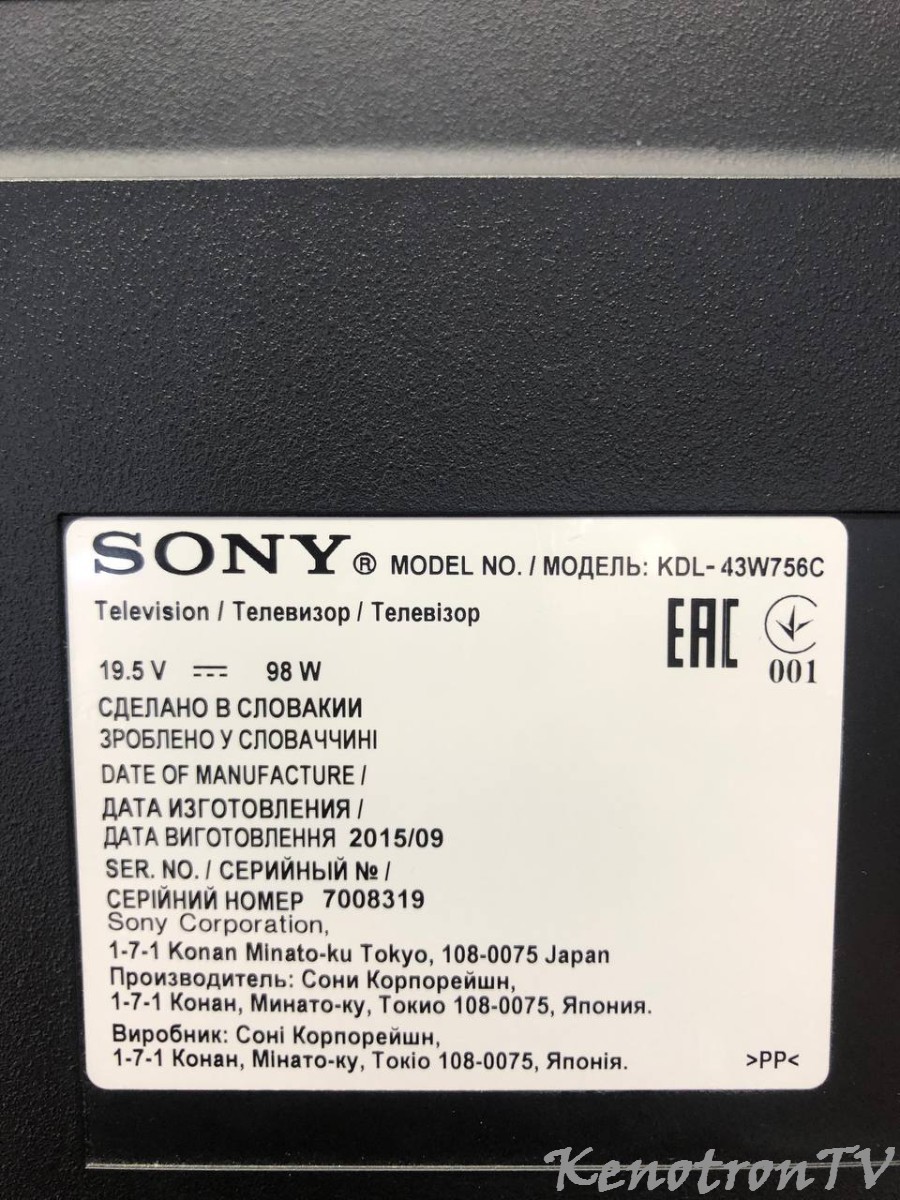 SONY® MODEL NO. / МОДЕЛЬ: KDL- 43W756C
Television / Телевизор / Телевізор
EAC
19.5 V 98 W
001
СДЕЛАНО В СЛОВАКИИ
ЗРОБЛЕНО У СЛОВАЧЧИНІ
DATE OF MANUFACTURE /
ДАТА ИЗГОТОВЛЕНИЯ /
ДАТА ВИГОТОВЛЕННЯ 2015/09
SER. NO. / СЕРИЙНЫЙ № /
СЕРІЙНИЙ НОМЕР 7008319
Sony Corporation,
1-7-1 Konan Minato-ku Tokyo, 108-0075 Japan
Производитель: Сони Корпорейшн,
1-7-1 Конан, Минато-ку, Токио 108-0075, Япония.
Виробник: Соні Корпорейшн,
1-7-1 Конан, Мінато-ку, Токіо 108-0075, Японія.
>PP<
KenotronTV